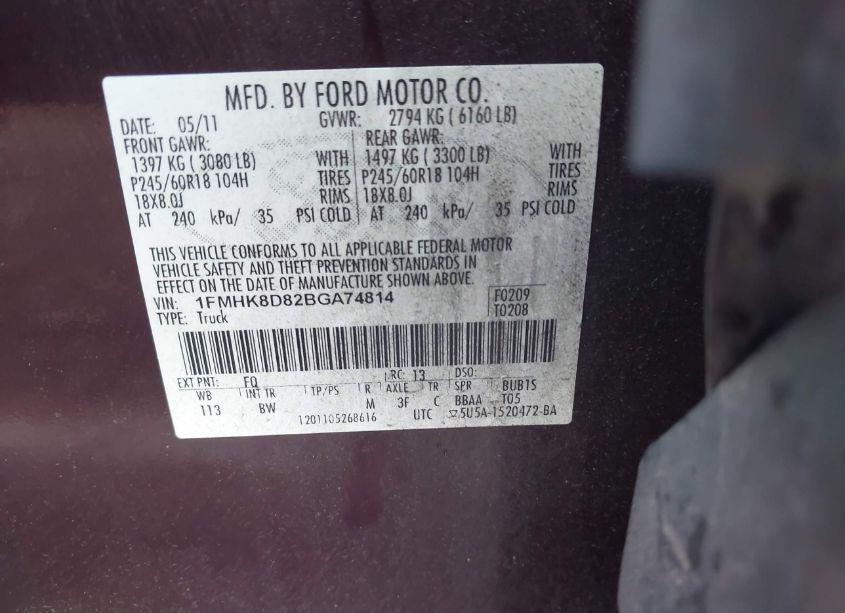 MFD. BY FORD MOTOR CO.
DATE: 05/11 GVWR: 2794 KG ( 6160 LB)
FRONT GAWR: REAR GAWR:
1397 KG ( 3080 LB) WITH 1497 KG ( 3300 LB) WITH
P245/60R18 104H TIRES P245/60R18 104H TIRES
18X8.0J RIMS 18X8.0J RIMS
AT 240 kPa/ 35 PSI COLD AT 240 kPa/ 35 PSI COLD
THIS VEHICLE CONFORMS TO ALL APPLICABLE FEDERAL MOTOR
VEHICLE SAFETY AND THEFT PREVENTION STANDARDS IN
EFFECT ON THE DATE OF MANUFACTURE SHOWN ABOVE.
VIN: 1FMHK8D82BGA74814 F0209
TYPE: Truck T0208
RC: 13 DSO:
EXT PNT: FQ
WB INT TR TP/PS R AXLE TR SPR BUB1S
113 BW M 3F C BBAA T05
1201105268616 UTC 5U5A-1520472-BA